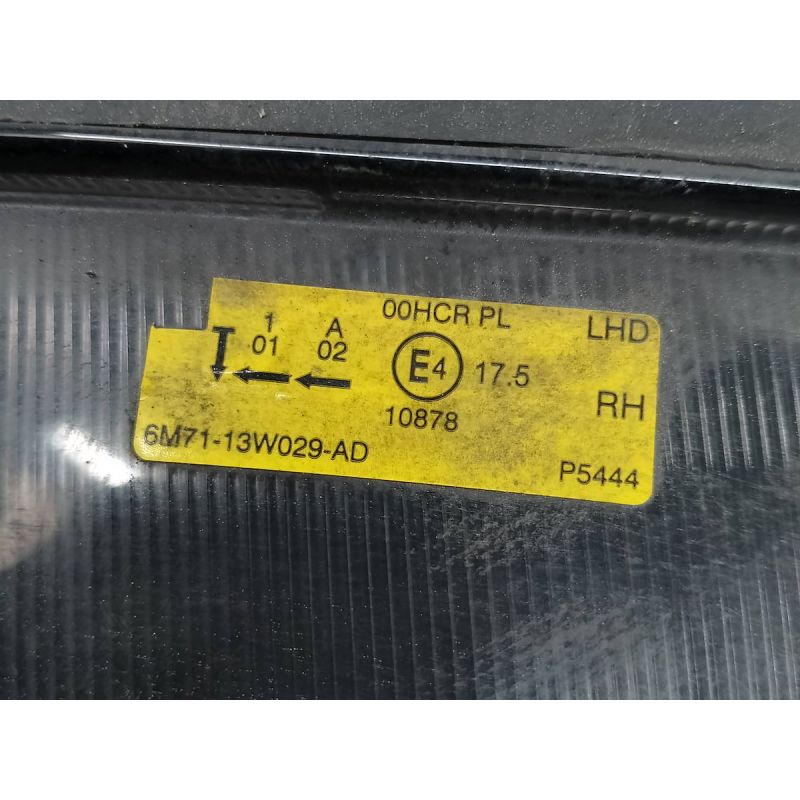 00HCR PL
LHD
1 A
01 02
E4 17.5
RH
10878
6M71-13W029-AD
P5444